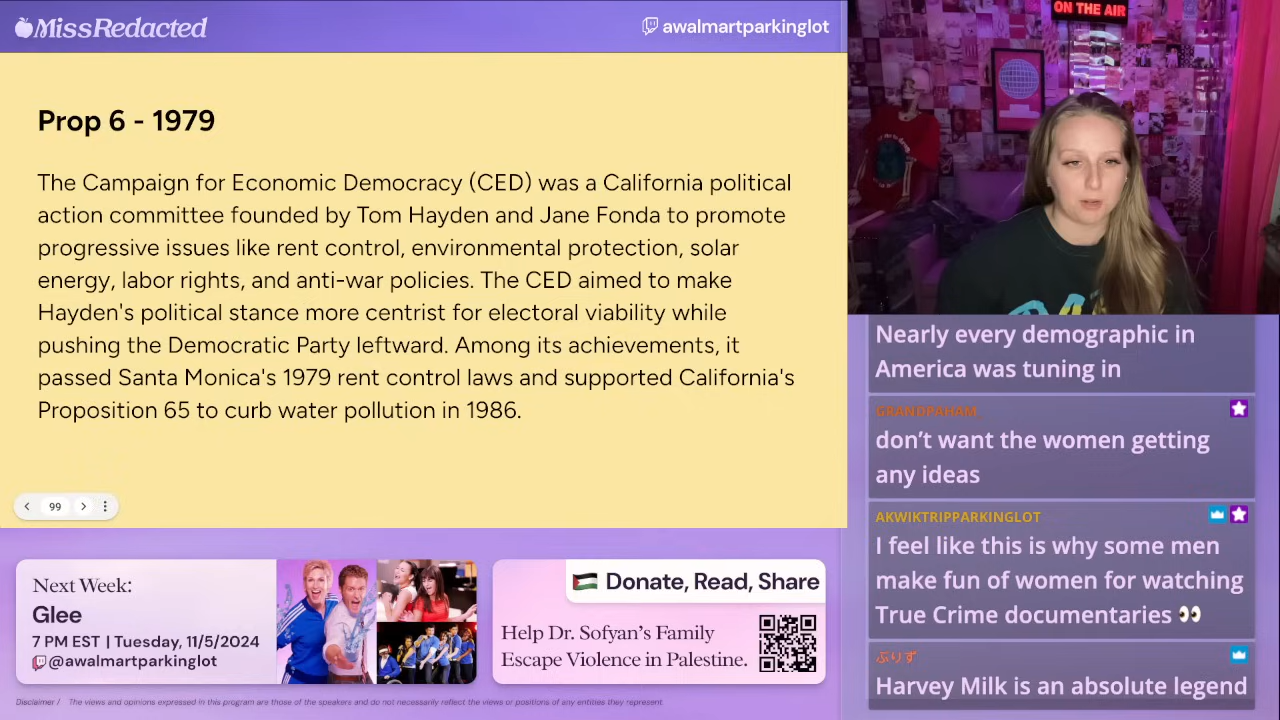 MissRedacted
awalmartparkinglot
ON THE AIR
Prop 6 - 1979
The Campaign for Economic Democracy (CED) was a California political
action committee founded by Tom Hayden and Jane Fonda to promote
progressive issues like rent control, environmental protection, solar
energy, labor rights, and anti-war policies. The CED aimed to make
Hayden's political stance more centrist for electoral viability while
pushing the Democratic Party leftward. Among its achievements, it
passed Santa Monica's 1979 rent control laws and supported California's
Proposition 65 to curb water pollution in 1986.
99
Nearly every demographic in
America was tuning in
GRANDPAHAM
don’t want the women getting
any ideas
AKWIKTRIPPARKINGLOT
I feel like this is why some men
make fun of women for watching
True Crime documentaries 👀
ぷりず
Harvey Milk is an absolute legend
Next Week:
Glee
7 PM EST | Tuesday, 11/5/2024
@awalmartparkinglot
🇵🇸 Donate, Read, Share
Help Dr. Sofyan’s Family
Escape Violence in Palestine.
Disclaimer / The views and opinions expressed in this program are those of the speakers and do not necessarily reflect the views or positions of any entities they represent